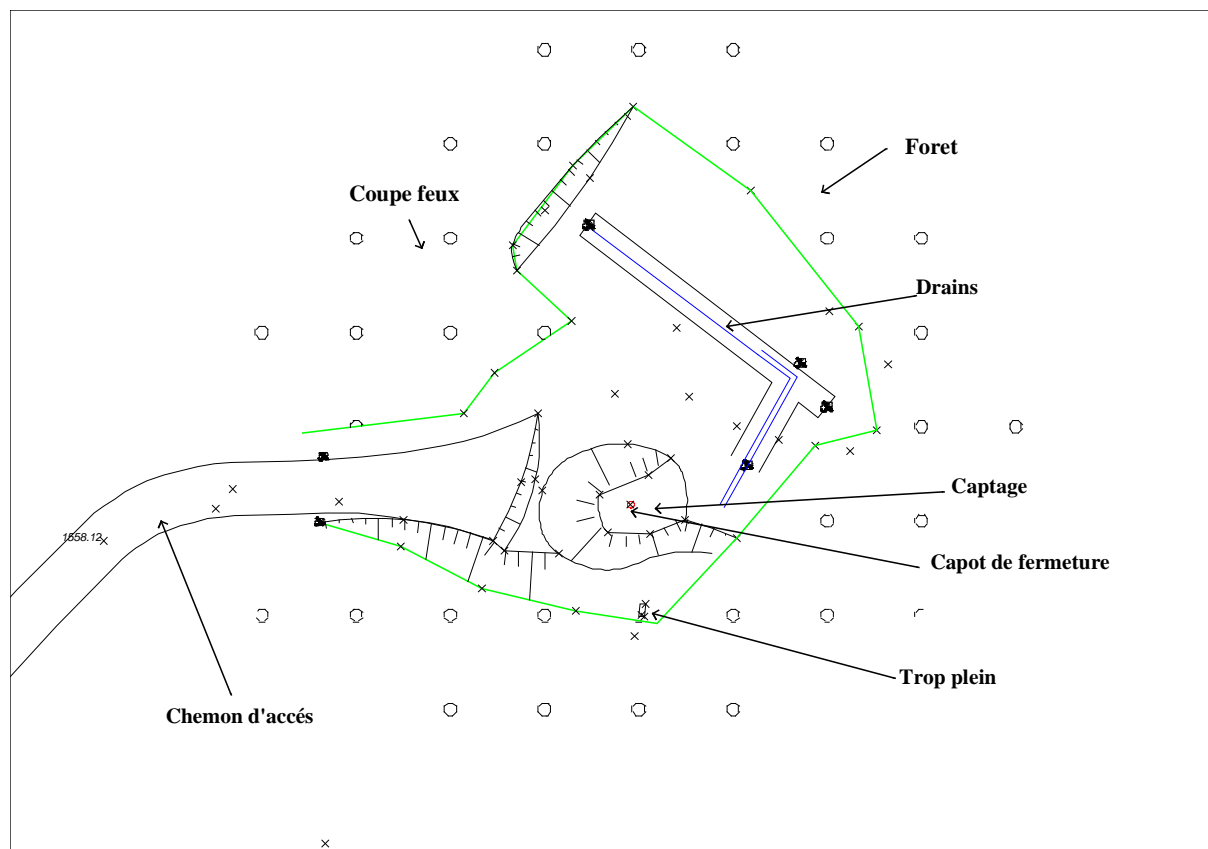 Foret
Coupe feux
Drains
Captage
1558.12
Capot de fermeture
Trop plein
Chemon d'accés